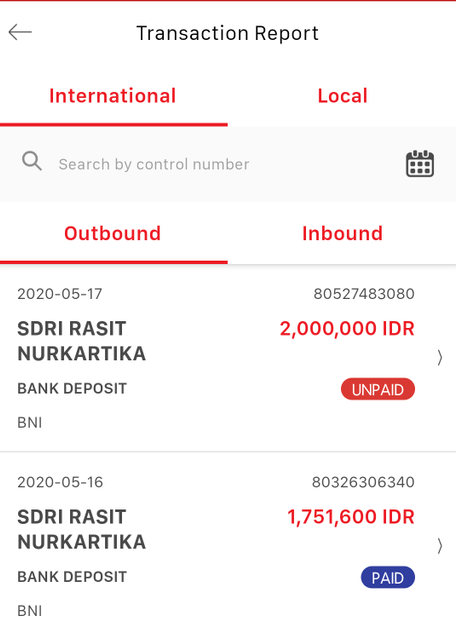 Transaction Report
International Local
Search by control number
Outbound Inbound
2020-05-17 80527483080
SDRI RASIT 2,000,000 IDR
NURKARTIKA
BANK DEPOSIT UNPAID
BNI
2020-05-16 80326306340
SDRI RASIT 1,751,600 IDR
NURKARTIKA
BANK DEPOSIT PAID
BNI